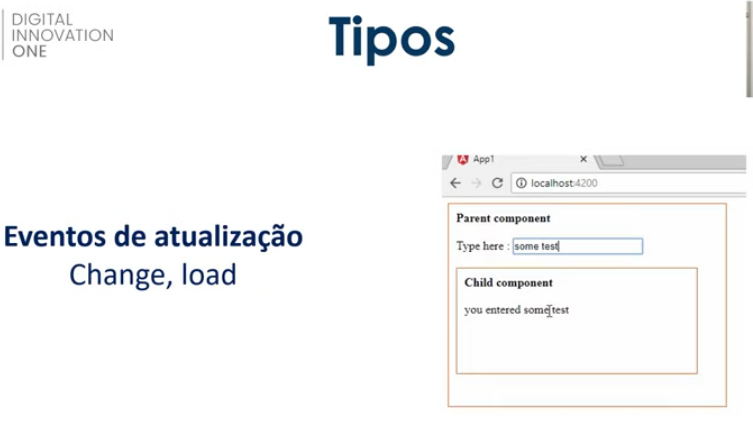 DIGITAL
INNOVATION
ONE
Tipos
Eventos de atualização
Change, load
App1
localhost:4200
Parent component
Type here : some test
Child component
you entered some test